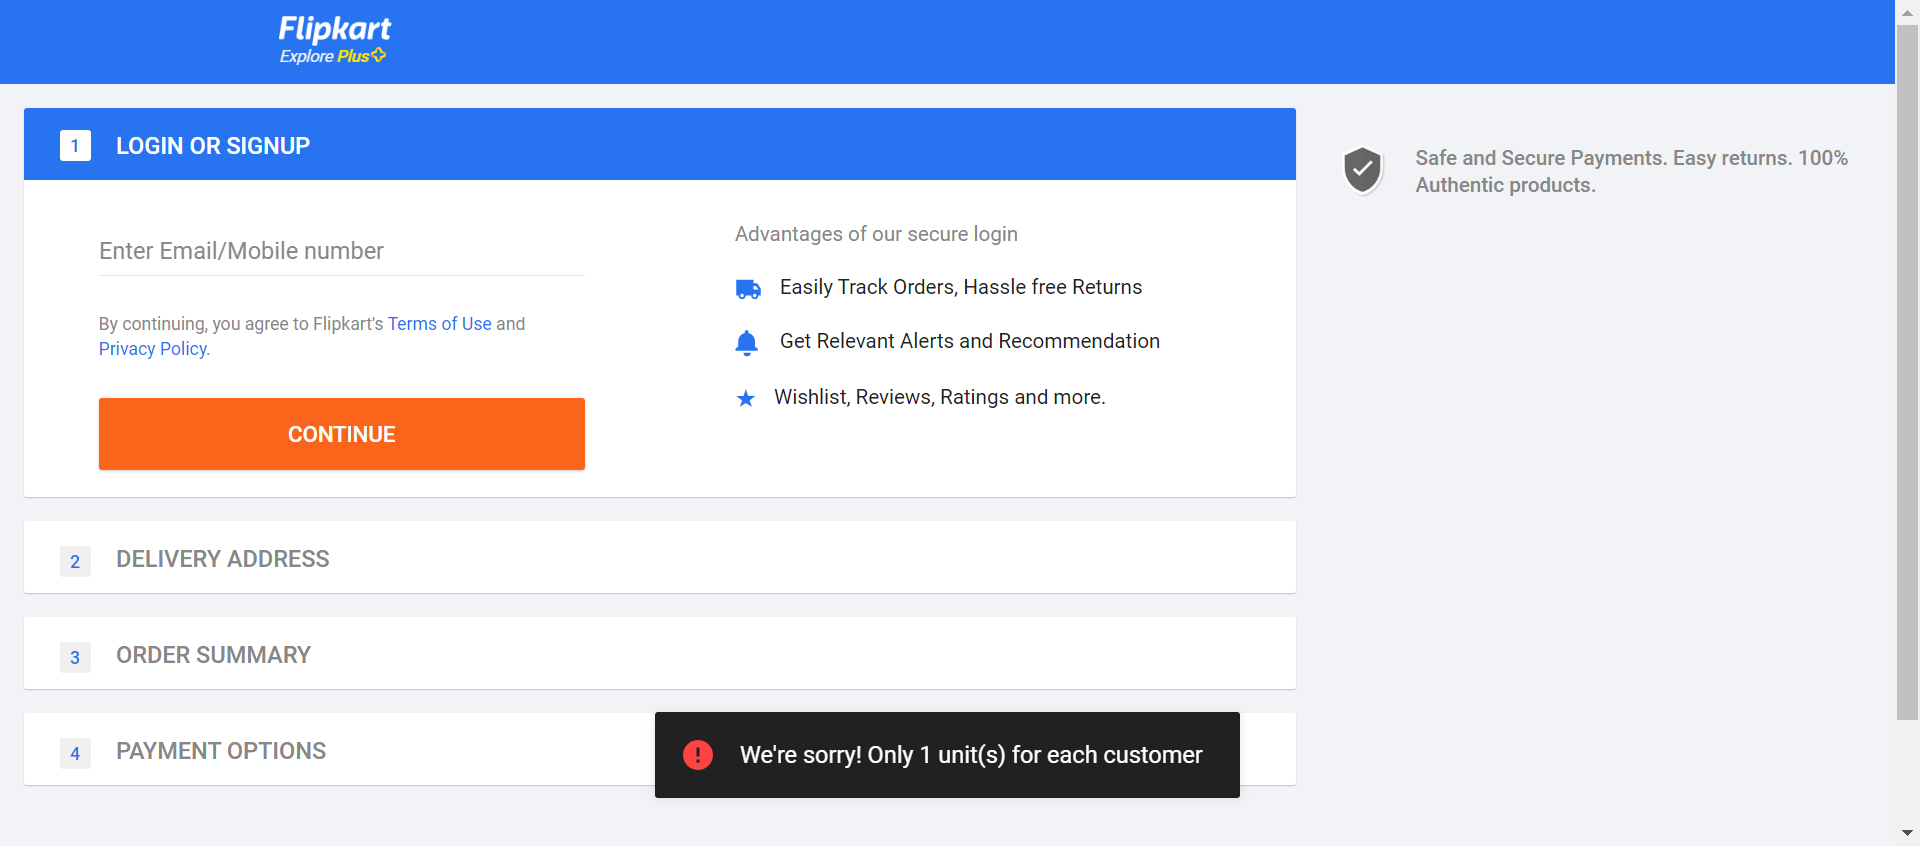 Flipkart
Explore Plus
1 LOGIN OR SIGNUP
Enter Email/Mobile number
By continuing, you agree to Flipkart's Terms of Use and
Privacy Policy.
CONTINUE
Advantages of our secure login
Easily Track Orders, Hassle free Returns
Get Relevant Alerts and Recommendation
Wishlist, Reviews, Ratings and more.
Safe and Secure Payments. Easy returns. 100%
Authentic products.
2 DELIVERY ADDRESS
3 ORDER SUMMARY
4 PAYMENT OPTIONS
We're sorry! Only 1 unit(s) for each customer